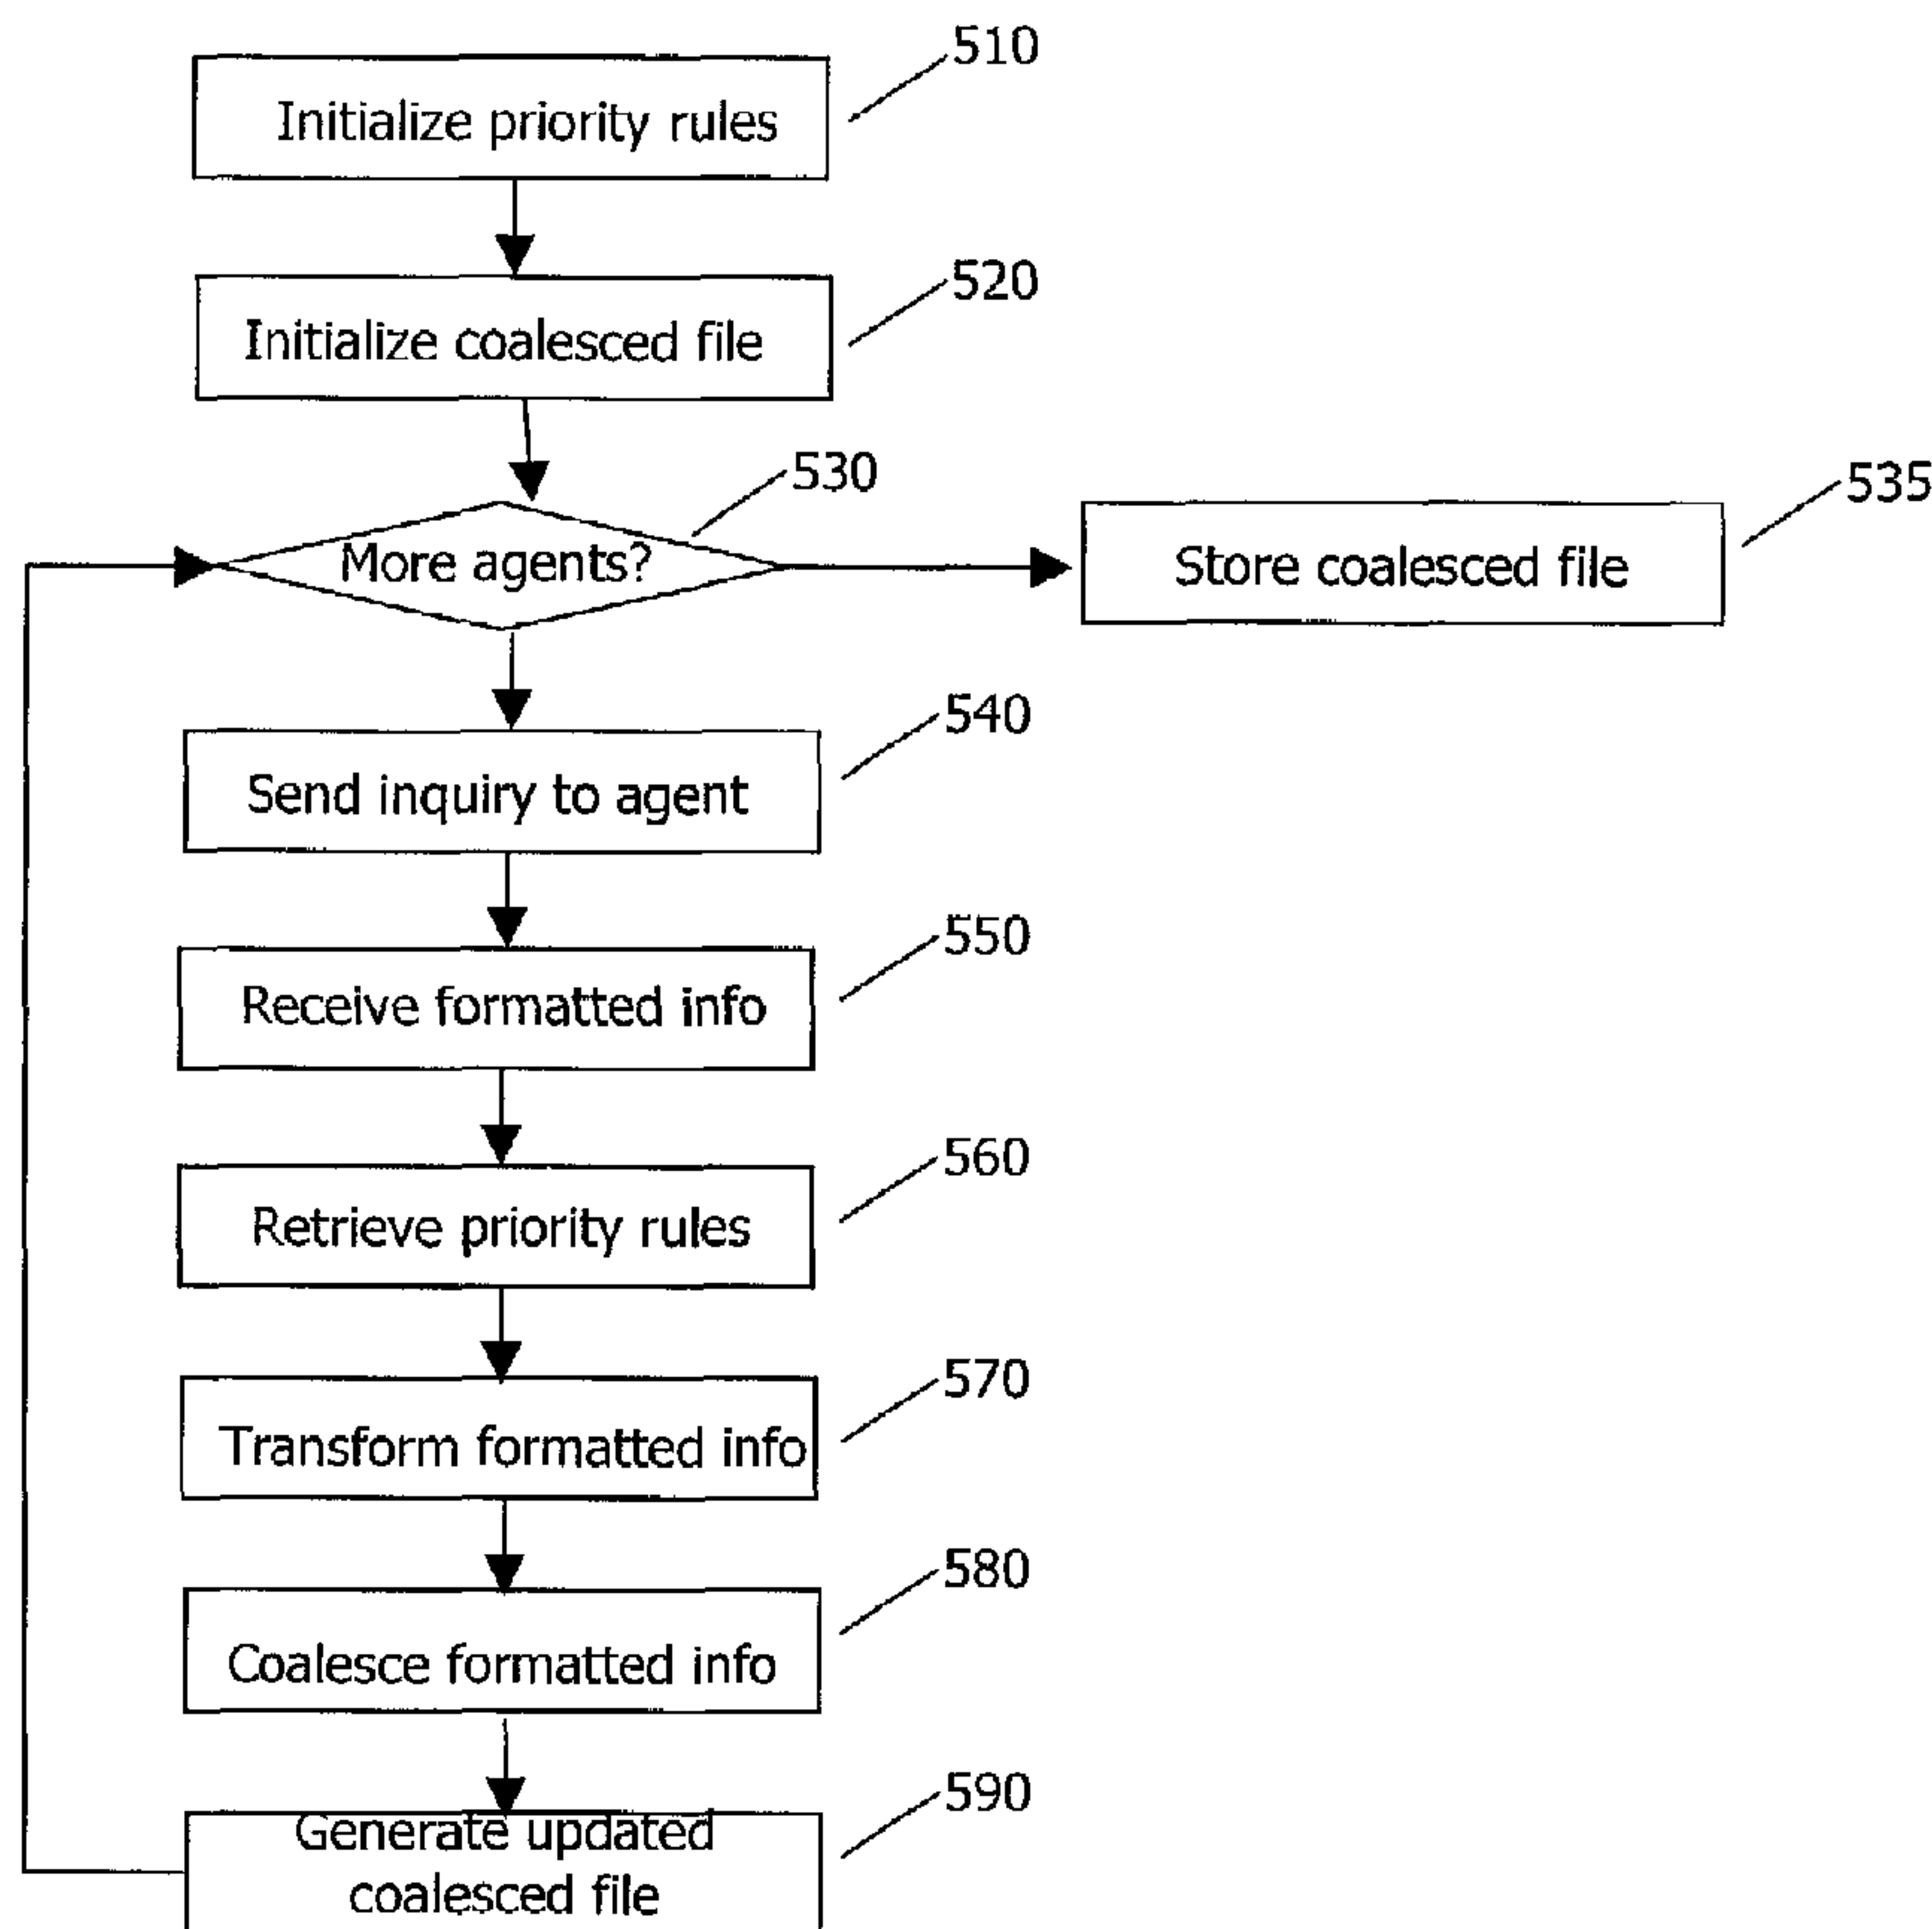 510
Initialize priority rules
520
Initialize coalesced file
530
More agents?
535
Store coalesced file
540
Send inquiry to agent
550
Receive formatted info
560
Retrieve priority rules
570
Transform formatted info
580
Coalesce formatted info
590
Generate updated
coalesced file